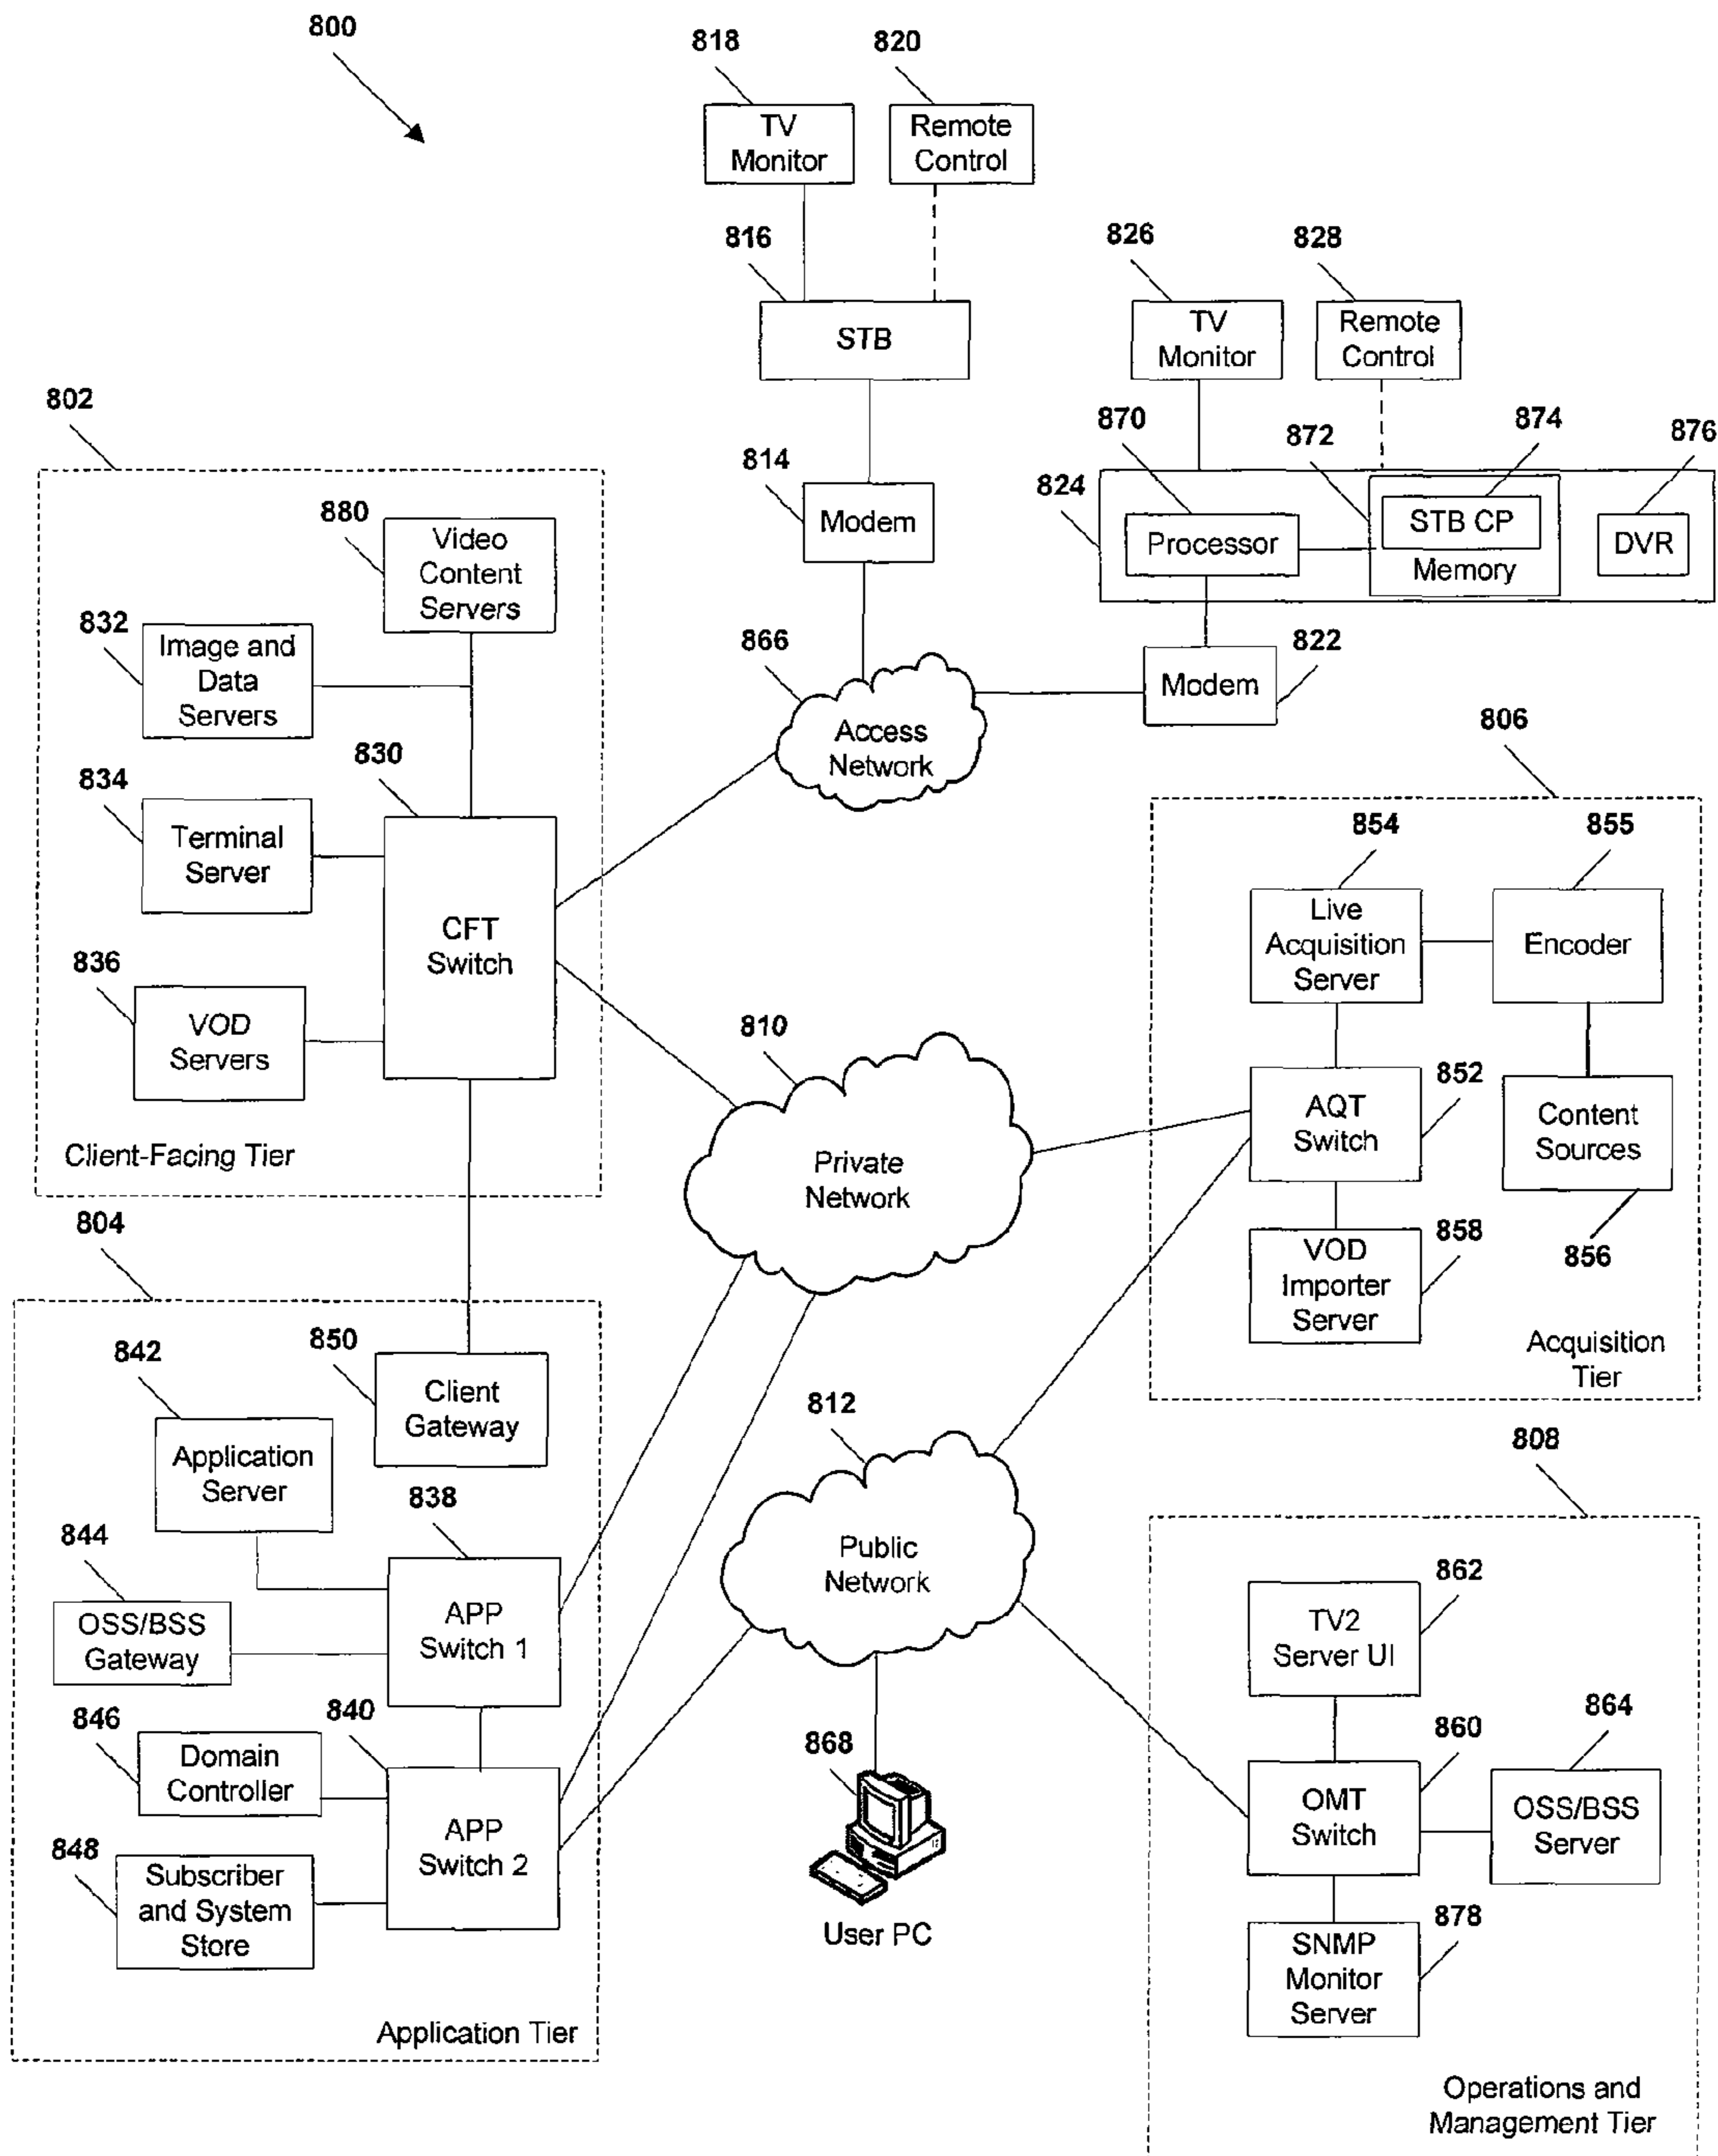 800
818
820
TV
Monitor
Remote
Control
816
STB
826
828
TV
Monitor
Remote
Control
802
814
Modem
870
872
874
876
824
Processor
STB CP
Memory
DVR
880
Video
Content
Servers
832
Image and
Data
Servers
866
Access
Network
822
Modem
834
Terminal
Server
830
CFT
Switch
836
VOD
Servers
Client-Facing Tier
806
854
855
Live
Acquisition
Server
Encoder
810
Private
Network
852
AQT
Switch
Content
Sources
856
858
VOD
Importer
Server
Acquisition
Tier
804
842
850
Client
Gateway
Application
Server
838
844
OSS/BSS
Gateway
APP
Switch 1
846
840
Domain
Controller
APP
Switch 2
848
Subscriber
and System
Store
Application Tier
812
Public
Network
868
User PC
808
862
TV2
Server UI
860
864
OMT
Switch
OSS/BSS
Server
878
SNMP
Monitor
Server
Operations and
Management Tier